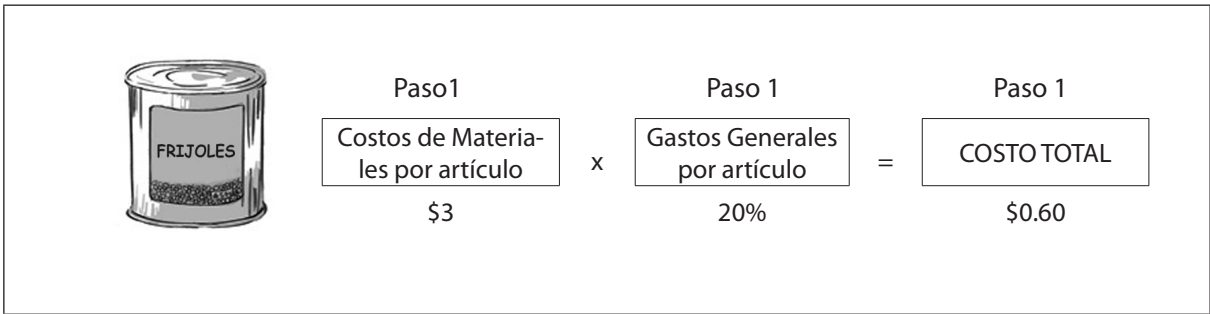 Paso1
Paso 1
Paso 1
FRIJOLES
Costos de Materia-
les por artículo
x
Gastos Generales
por artículo
=
COSTO TOTAL
$3
20%
$0.60